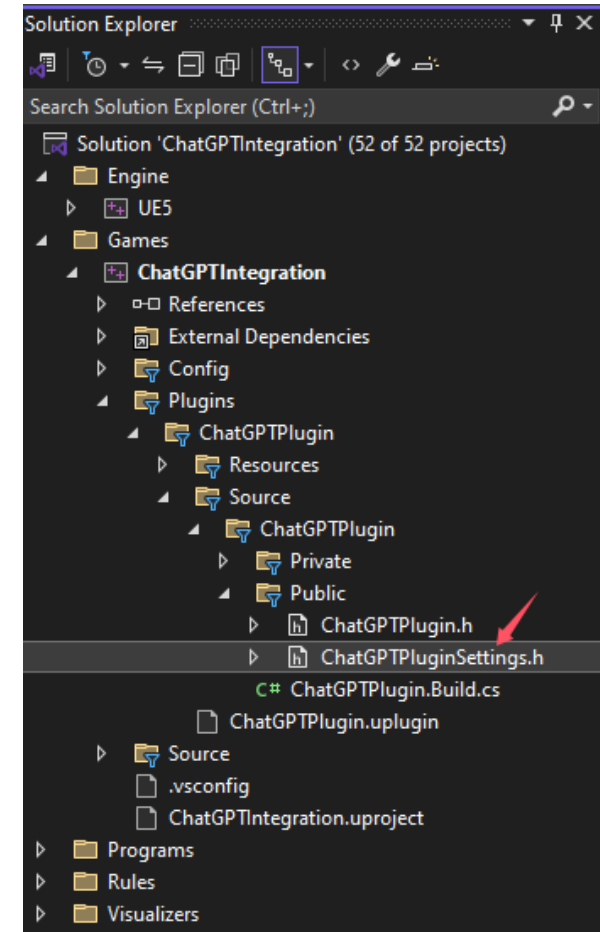 Solution Explorer
Search Solution Explorer (Ctrl+;)
Solution 'ChatGPTIntegration' (52 of 52 projects)
Engine
UE5
Games
ChatGPTIntegration
References
External Dependencies
Config
Plugins
ChatGPTPlugin
Resources
Source
ChatGPTPlugin
Private
Public
ChatGPTPlugin.h
ChatGPTPluginSettings.h
C# ChatGPTPlugin.Build.cs
ChatGPTPlugin.uplugin
Source
.vsconfig
ChatGPTIntegration.uproject
Programs
Rules
Visualizers